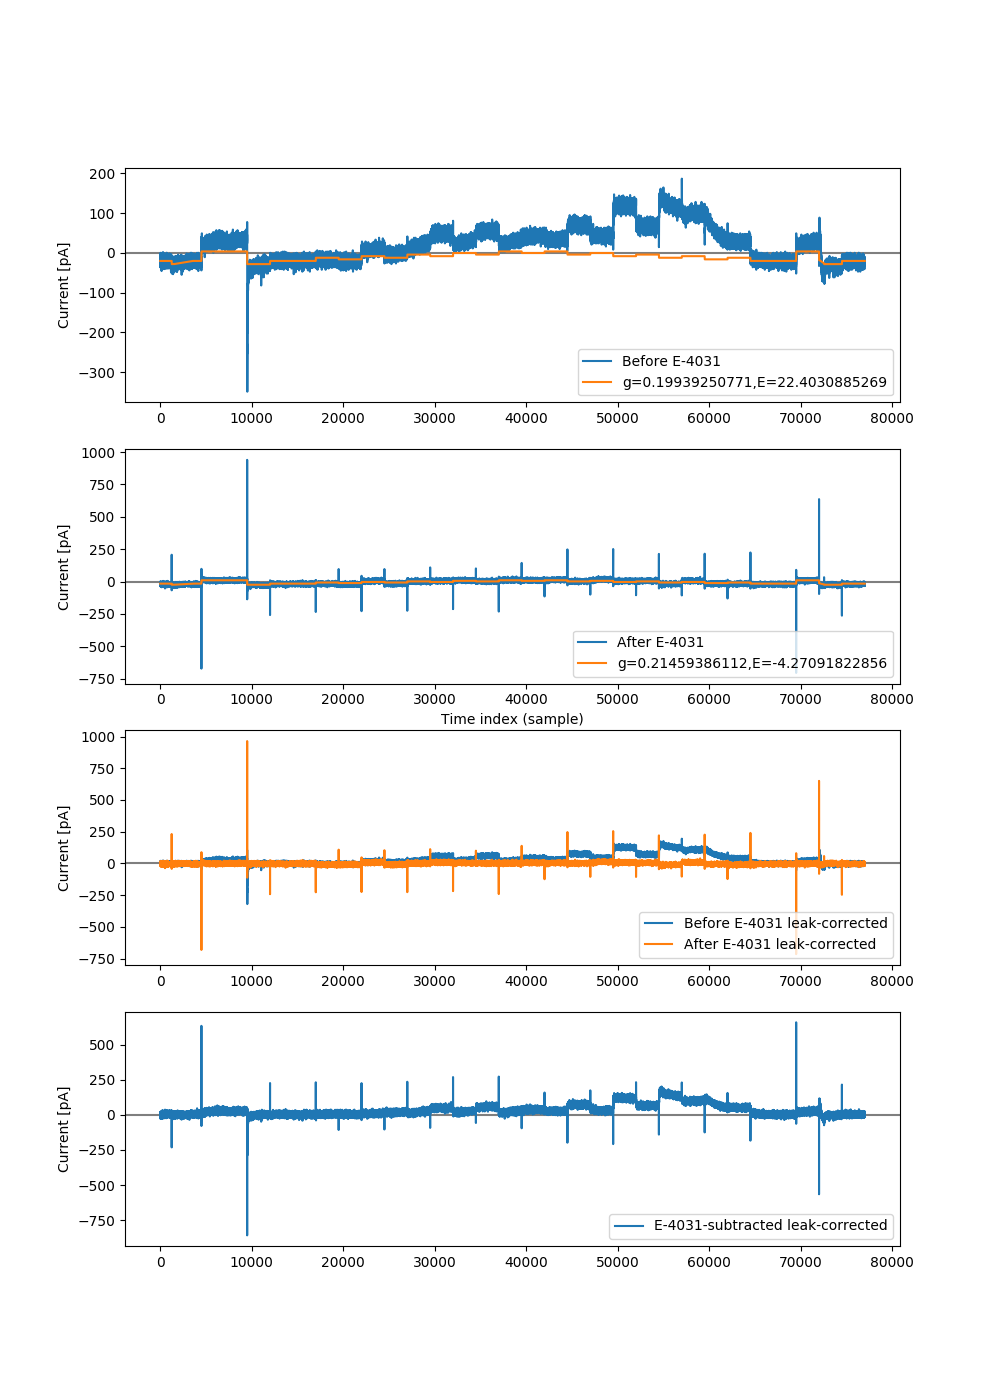 200
100
0
−100
−200
−300
Current [pA]
Before E-4031
g=0.19939250771,E=22.4030885269
0 10000 20000 30000 40000 50000 60000 70000 80000
1000
750
500
250
0
−250
−500
−750
Current [pA]
After E-4031
g=0.21459386112,E=-4.27091822856
0 10000 20000 30000 40000 50000 60000 70000 80000
Time index (sample)
1000
750
500
250
0
−250
−500
−750
Current [pA]
Before E-4031 leak-corrected
After E-4031 leak-corrected
0 10000 20000 30000 40000 50000 60000 70000 80000
500
250
0
−250
−500
−750
Current [pA]
E-4031-subtracted leak-corrected
0 10000 20000 30000 40000 50000 60000 70000 80000